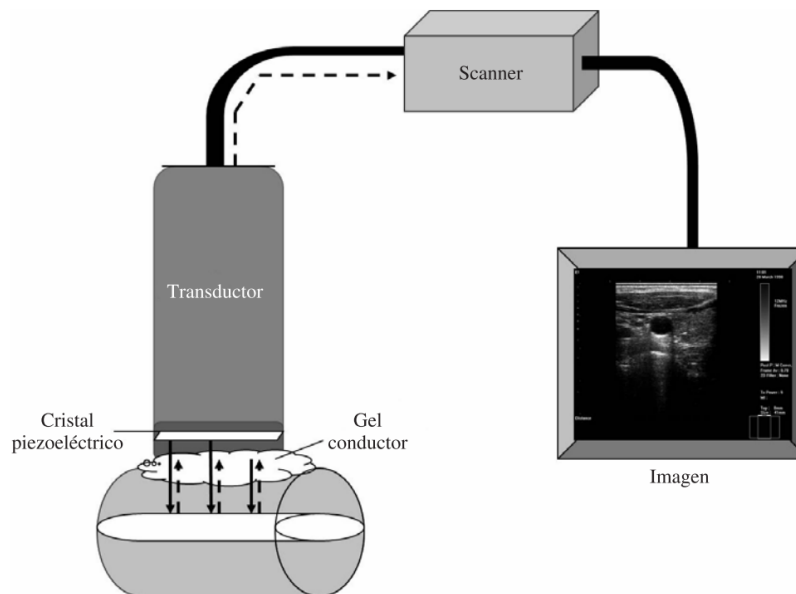 Scanner
Transductor
Cristal
piezoeléctrico
Gel
conductor
Imagen